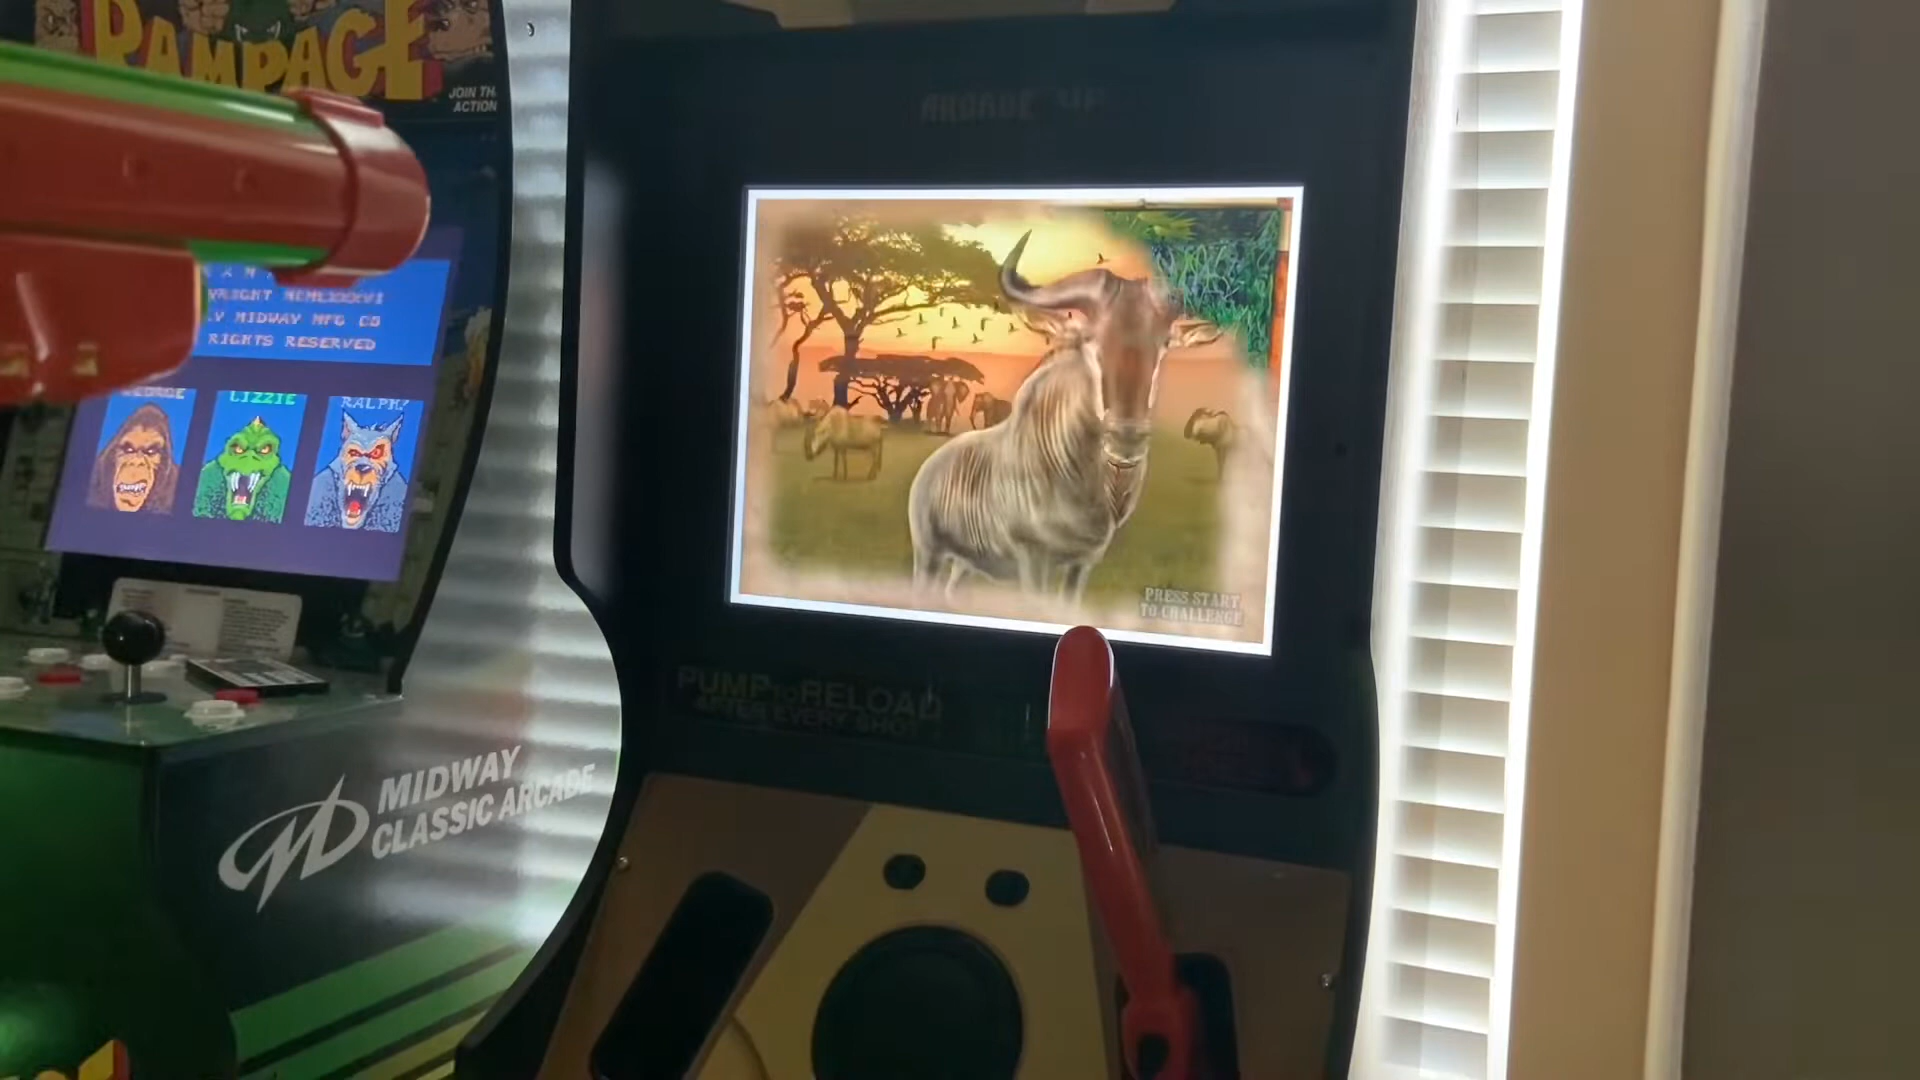 RAMPAGE
JOIN TH
ACTION
YRIGHT MCMLXXXVI
LY MIDWAY MFG CO
RIGHTS RESERVED
GEORGE
LIZZIE
RALPH
MIDWAY
CLASSIC ARCADE
ARCADE 1UP
PRESS START
TO CHALLENGE
PUMP TO RELOAD
AFTER EVERY SHOT